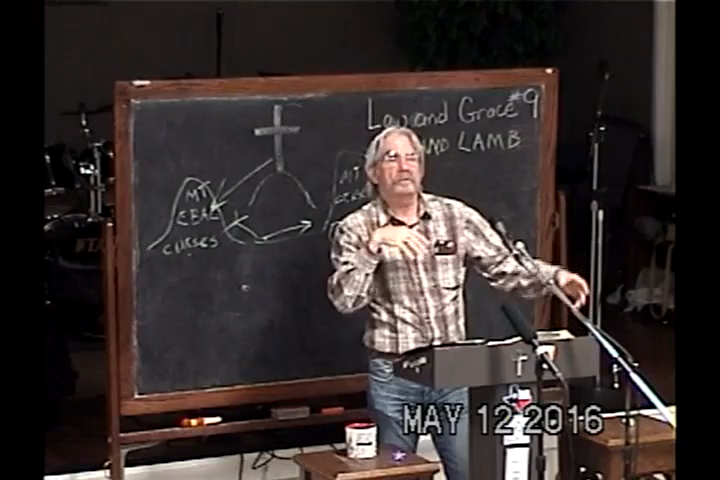 Law and Grace #9
AND LAMB
MT
EBAL
CURSES
MT
MAY 12 2016